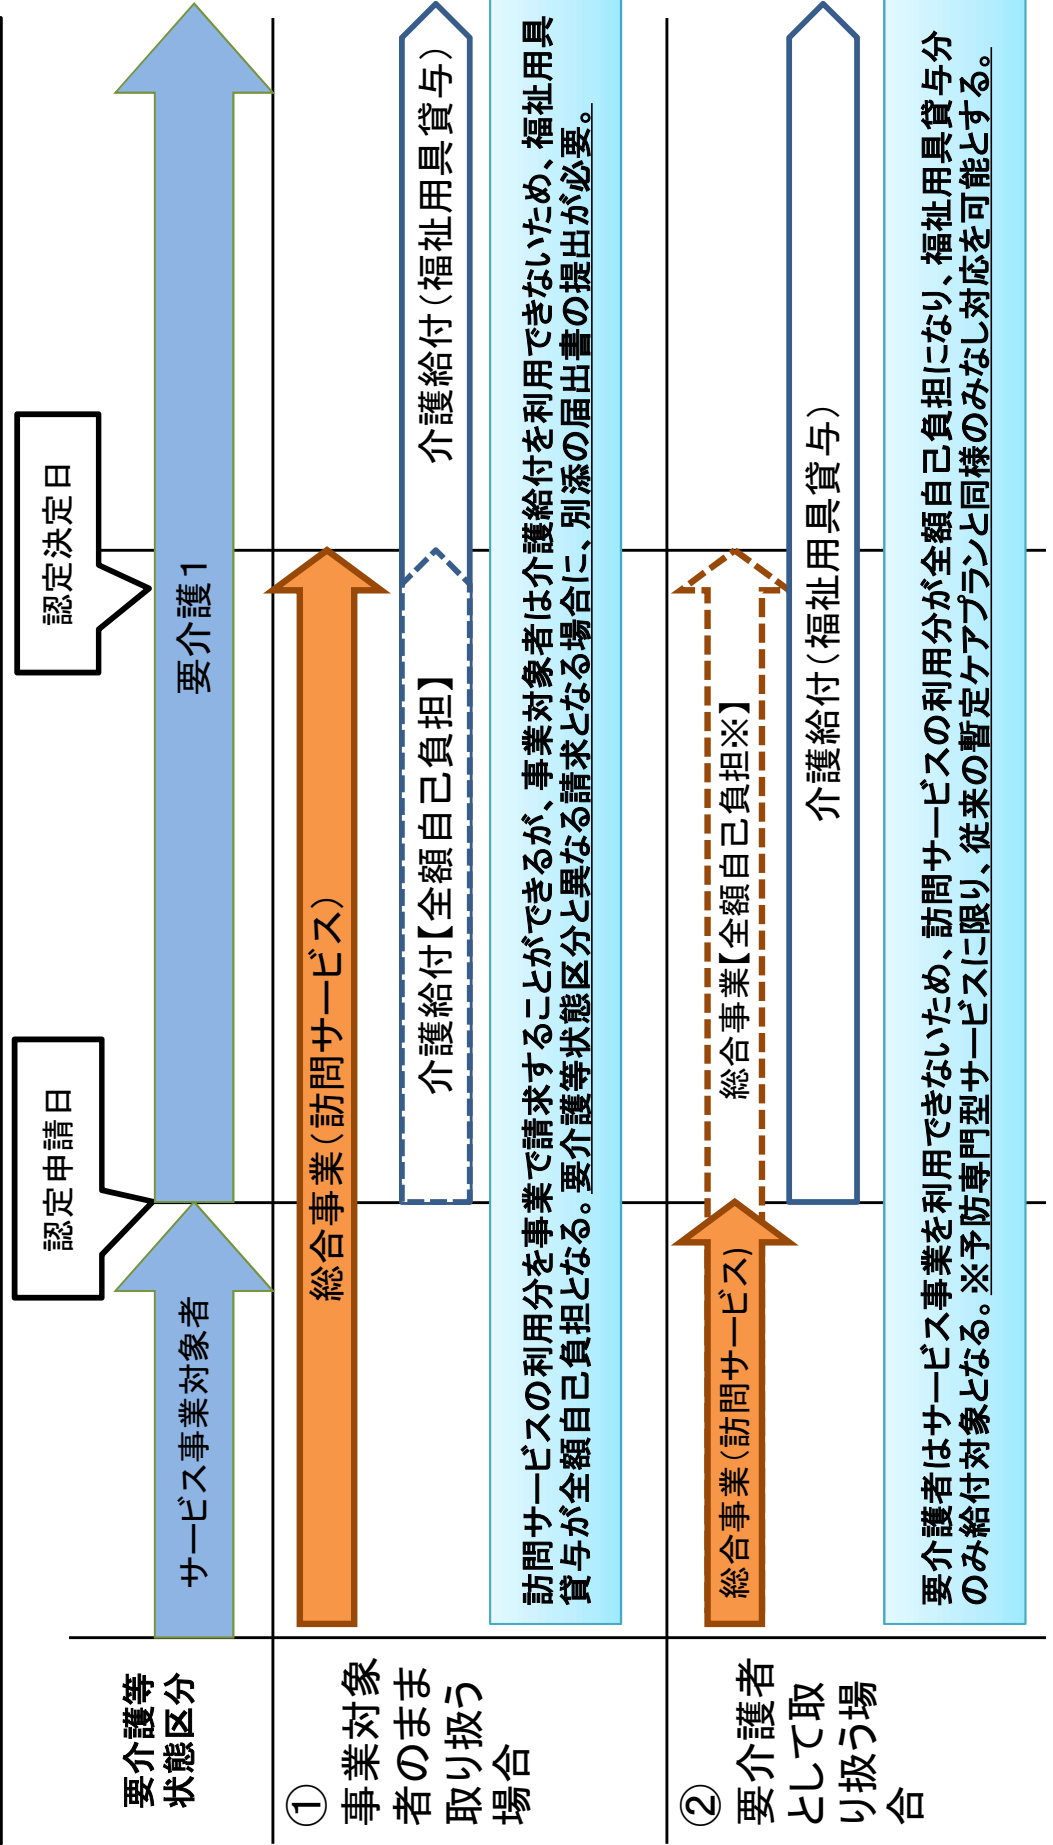 認定申請日
認定決定日
要介護等
状態区分
サービス事業対象者
要介護1
①
事業対象
者のまま
取り扱う
場合
総合事業(訪問サービス)
介護給付【全額自己負担】
介護給付(福祉用具貸与)
訪問サービスの利用分を事業で請求することができるが、事業対象者は介護給付を利用できないため、福祉用具
貸与が全額自己負担となる。要介護等状態区分と異なる請求となる場合に、別添の届出書の提出が必要。
②
要介護者
として取
り扱う場
合
総合事業(訪問サービス)
総合事業【全額自己負担※】
介護給付(福祉用具貸与)
要介護者はサービス事業を利用できないため、訪問サービスの利用分が全額自己負担になり、福祉用具貸与分
のみ給付対象となる。※予防専門型サービスに限り、従来の暫定ケアプランと同様のみなし対応を可能とする。